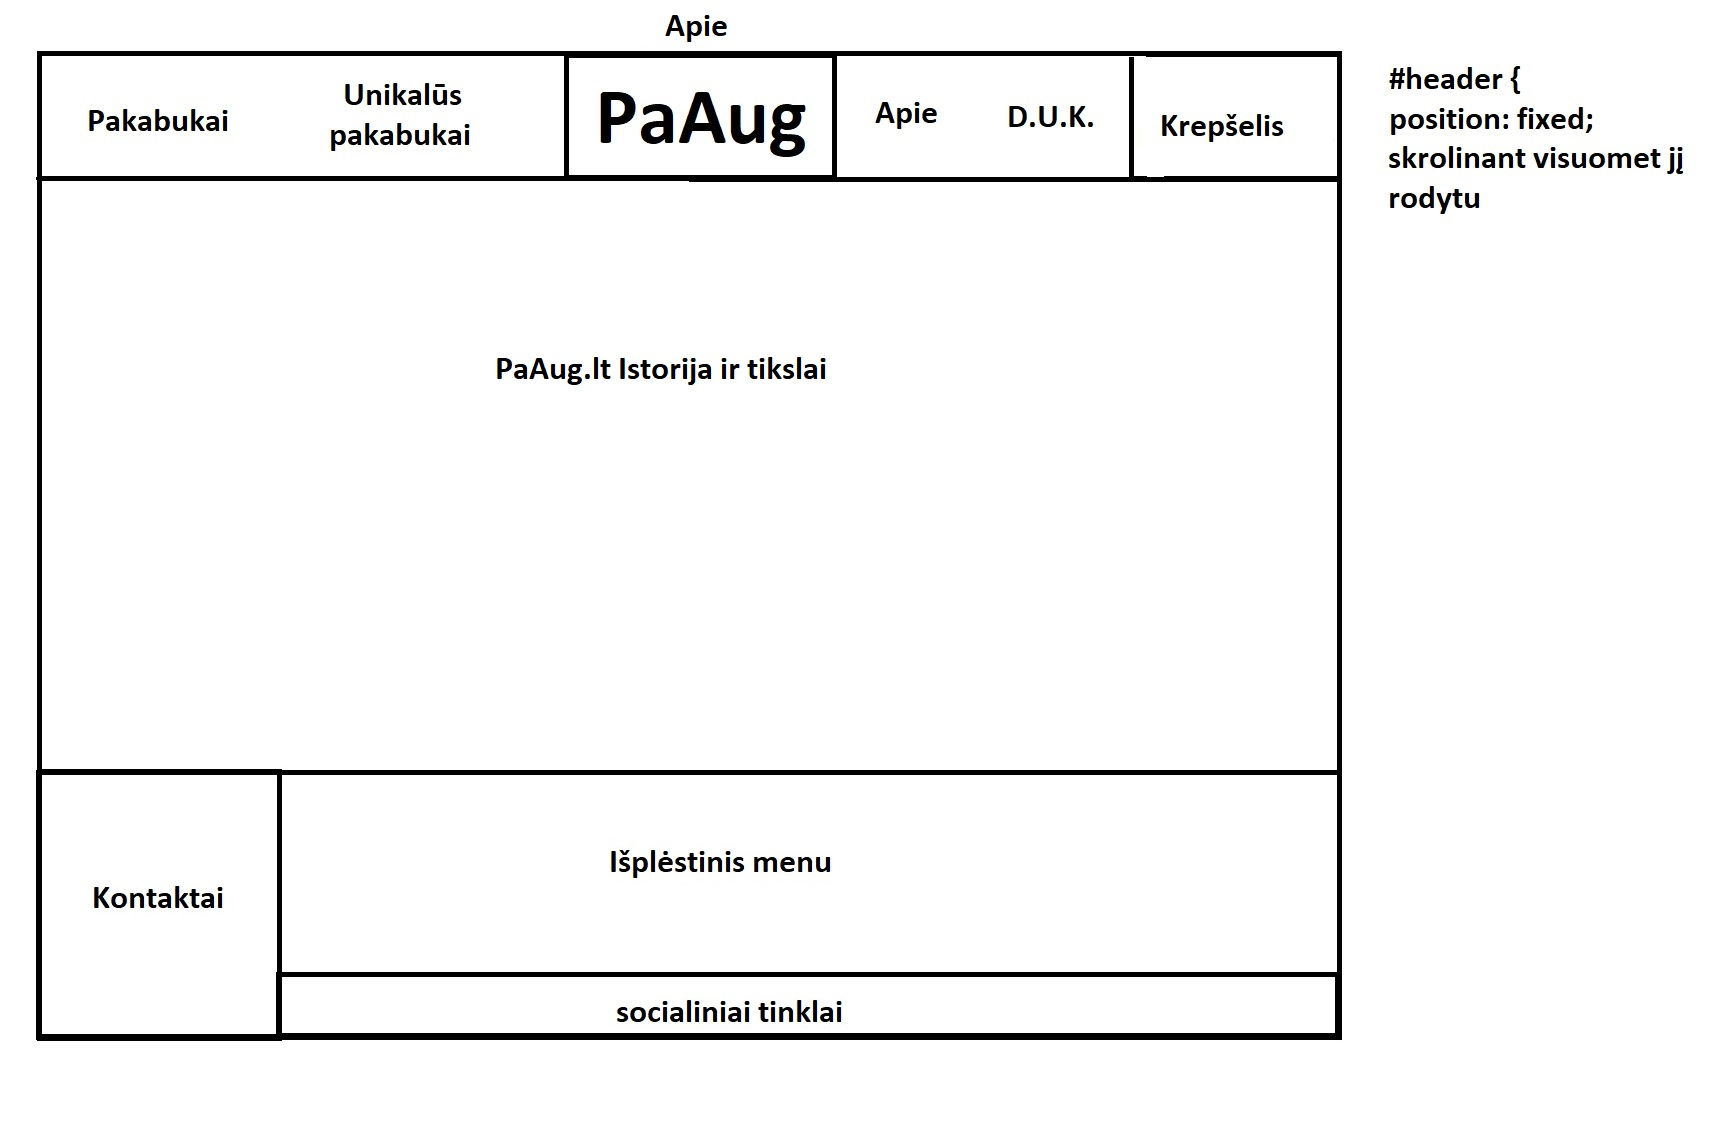 Apie
Pakabukai
Unikalūs
pakabukai
PaAug
Apie
D.U.K.
Krepšelis
#header {
position: fixed;
skrolinant visuomet jį
rodytu
PaAug.lt Istorija ir tikslai
Kontaktai
Išplėstinis menu
socialiniai tinklai